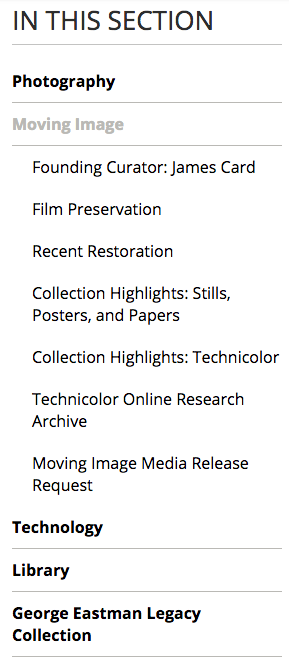 IN THIS SECTION
Photography
Moving Image
Founding Curator: James Card
Film Preservation
Recent Restoration
Collection Highlights: Stills,
Posters, and Papers
Collection Highlights: Technicolor
Technicolor Online Research
Archive
Moving Image Media Release
Request
Technology
Library
George Eastman Legacy
Collection